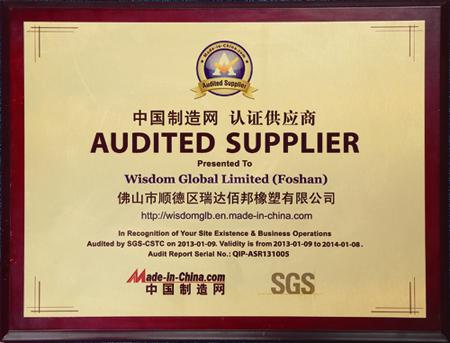 Made-in-China.com
Audited Supplier
中国制造网 认证供应商
AUDITED SUPPLIER
Presented To
Wisdom Global Limited (Foshan)
佛山市顺德区瑞达佰邦橡塑有限公司
http://wisdomglb.en.made-in-china.com
In Recognition of Your Site Existence & Business Operations
Audited by SGS-CSTC on 2013-01-09. Validity is from 2013-01-09 to 2014-01-08 .
Audit Report Serial No.: QIP-ASR131005
Made-in-China.com
中国制造网
SGS